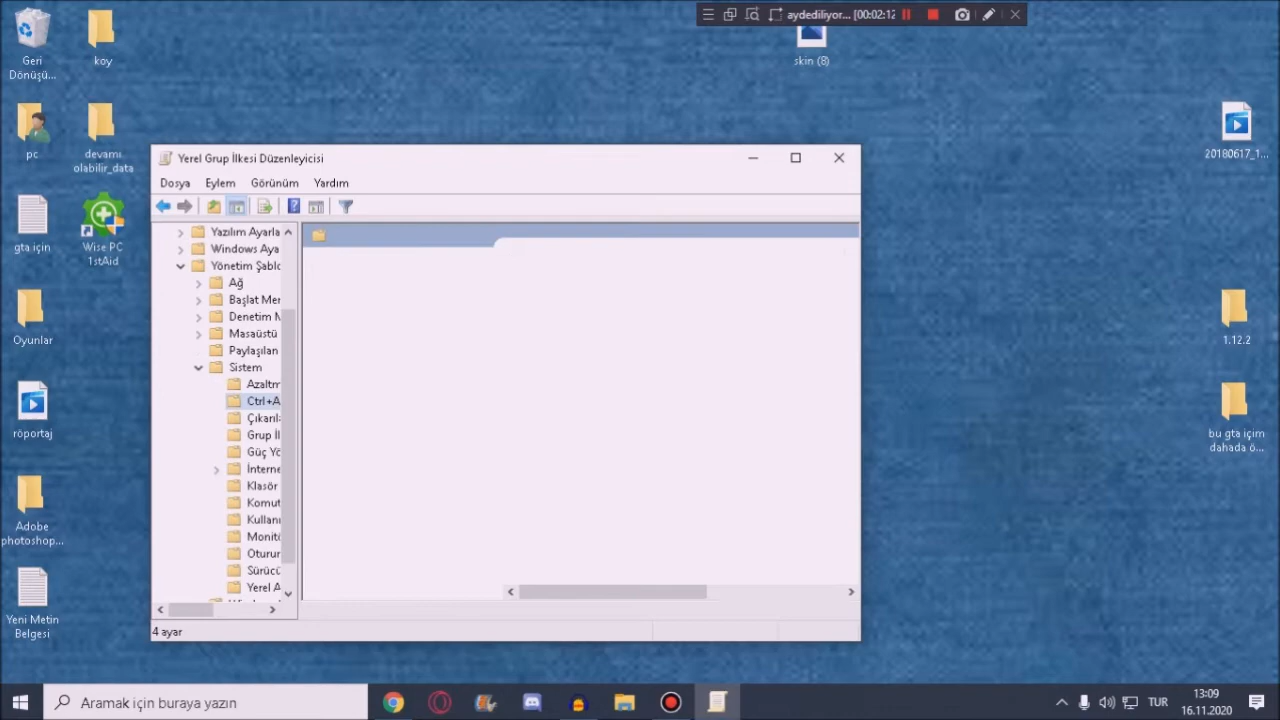 aydediliyor... [00:02:12
Geri
Dönüşü...
koy
skin (8)
pc
devamı
olabilir_data
20180617_1...
gta için
Wise PC
1stAid
Oyunlar
1.12.2
röportaj
bu gta içim
dahada ö...
Adobe
photoshop...
Yeni Metin
Belgesi
Yerel Grup İlkesi Düzenleyicisi
Dosya Eylem Görünüm Yardım
Yazılım Ayarla
Windows Aya
Yönetim Şablo
Ağ
Başlat Mer
Denetim M
Masaüstü
Paylaşılan
Sistem
Azaltm
Ctrl+A
Çıkarıla
Grup İl
Güç Yö
İnterne
Klasör
Komut
Kullanı
Monitö
Oturur
Sürücü
Yerel A
4 ayar
Aramak için buraya yazın
TUR
13:09
16.11.2020